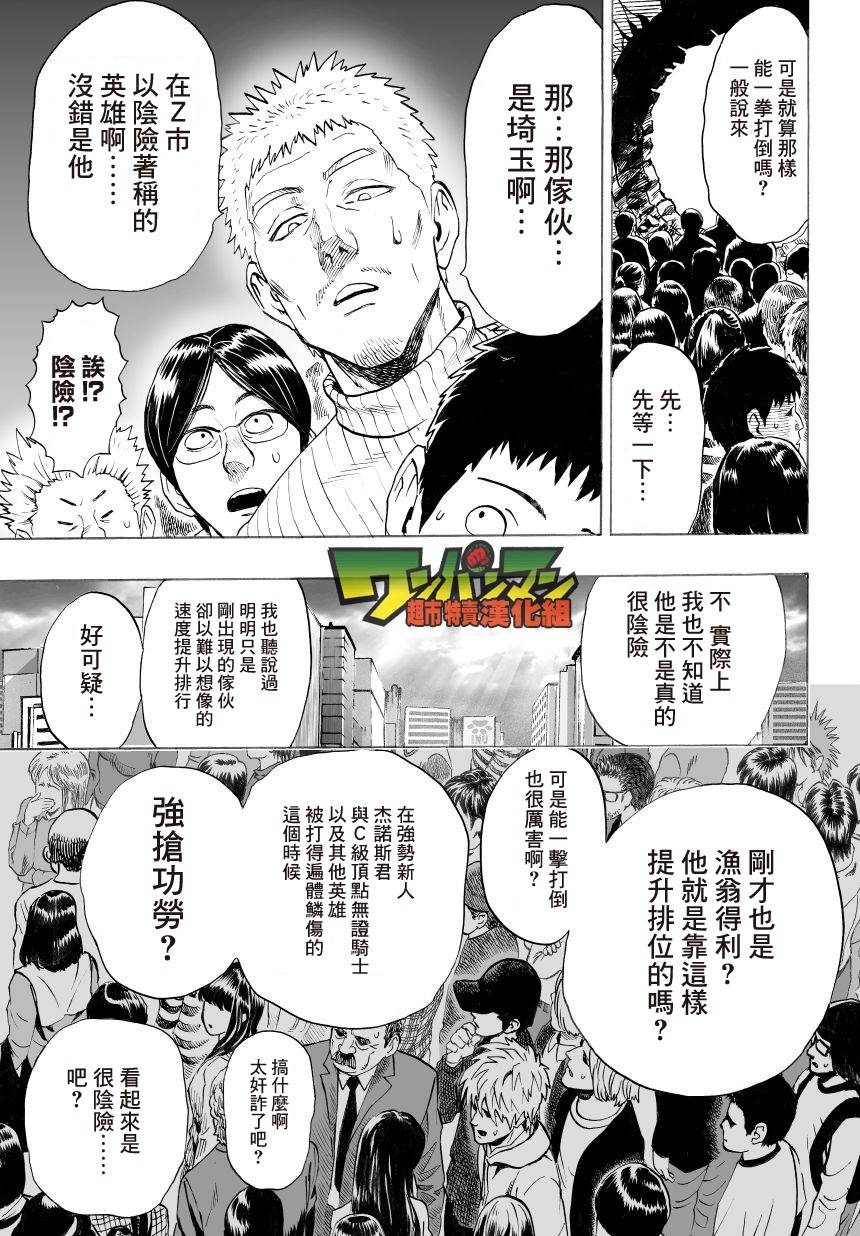 可是就算那樣
能一拳打倒嗎?
一般說來
先…
等一下…
那…那傢伙…
是埼玉啊…
在Z市
以陰險著稱的
英雄啊……
沒錯是他
誒!?
陰險!?
ワンパンマン
超市特賣漢化組
不 實際上
我也不知道
他是不是真的
很陰險
我也聽說過
明明只是
剛出現的傢伙
卻以難以想像的
速度提升排行
好可疑…
剛才也是
漁翁得利?
他就是靠這樣
提升排位的嗎?
可是能一擊打倒
也很厲害啊?
在強勢新人
杰諾斯君
與C級頂點無證騎士
以及其他英雄
被打得遍體鱗傷的
這個時候
強搶功勞?
搞什麼啊
太奸詐了吧?
看起來是
很陰險……
吧?